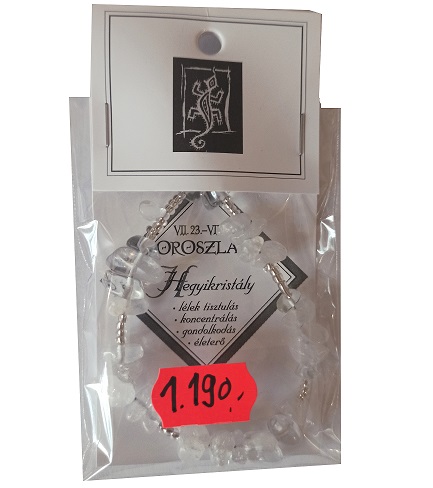 VII. 23.-VI
OROSZLA
Hegyikristály
• lélek tisztulás
• koncentrálás
• gondolkodás
• életerő
1.190,-